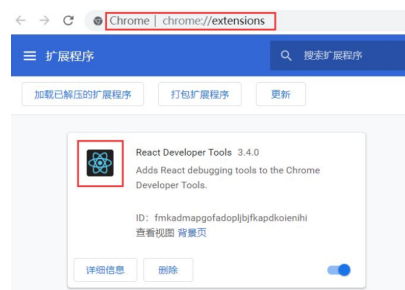 Chrome | chrome://extensions
扩展程序 搜索扩展程序
加载已解压的扩展程序 打包扩展程序 更新
React Developer Tools 3.4.0
Adds React debugging tools to the Chrome
Developer Tools.
ID: fmkadmapgofadopljbjfkapdkoienihi
查看视图 背景页
详细信息 删除